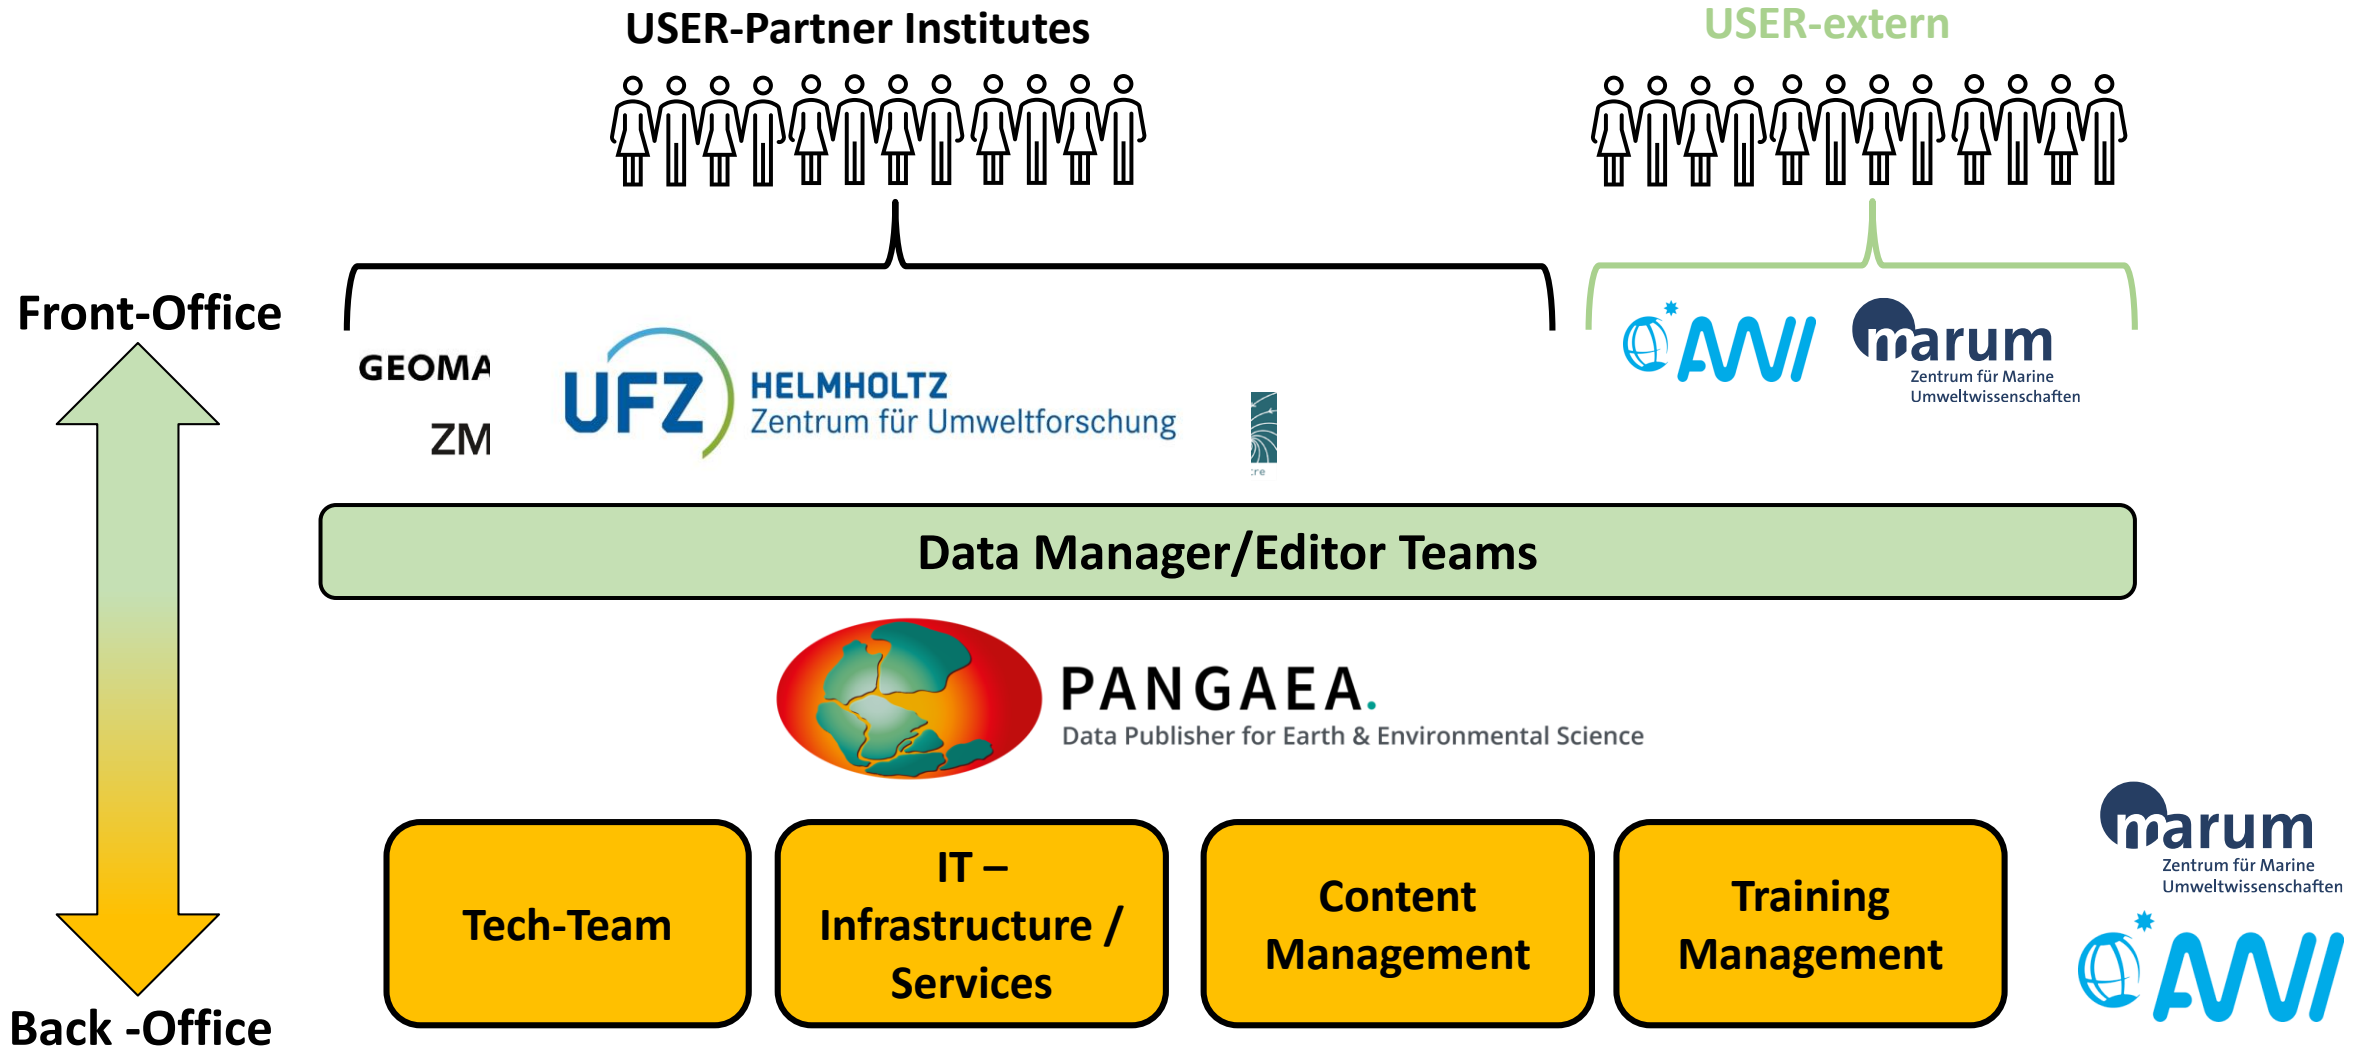 USER-Partner Institutes
USER-extern
Front-Office
GEOMA
ZM
UFZ
HELMHOLTZ
Zentrum für Umweltforschung
cre
AWI
marum
Zentrum für Marine
Umweltwissenschaften
Data Manager/Editor Teams
PANGAEA.
Data Publisher for Earth & Environmental Science
Tech-Team
IT –
Infrastructure /
Services
Content
Management
Training
Management
marum
Zentrum für Marine
Umweltwissenschaften
AWI
Back -Office